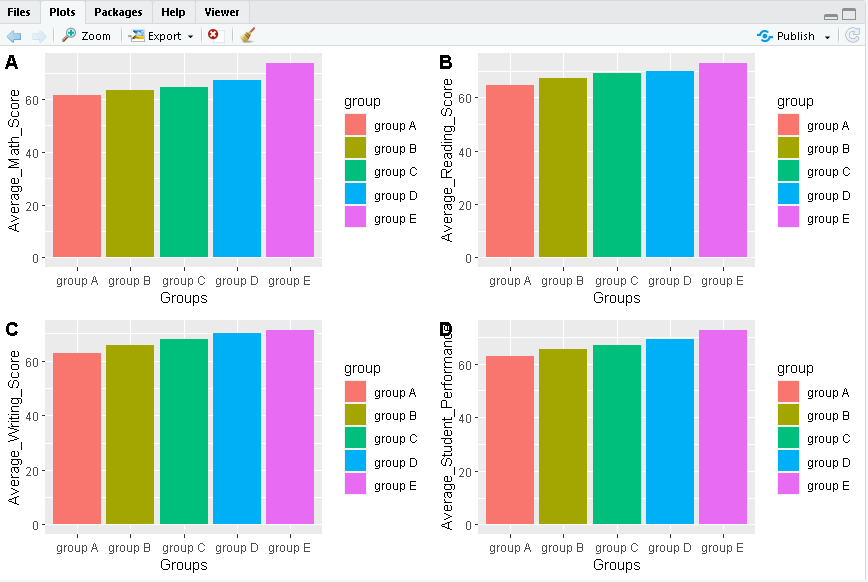 Files Plots Packages Help Viewer
Zoom Export Publish
A
Average_Math_Score
60
40
20
0
group A group B group C group D group E
Groups
group
group A
group B
group C
group D
group E
B
Average_Reading_Score
60
40
20
0
group A group B group C group D group E
Groups
group
group A
group B
group C
group D
group E
C
Average_Writing_Score
60
40
20
0
group A group B group C group D group E
Groups
group
group A
group B
group C
group D
group E
D
Average_Student_Performance
60
40
20
0
group A group B group C group D group E
Groups
group
group A
group B
group C
group D
group E